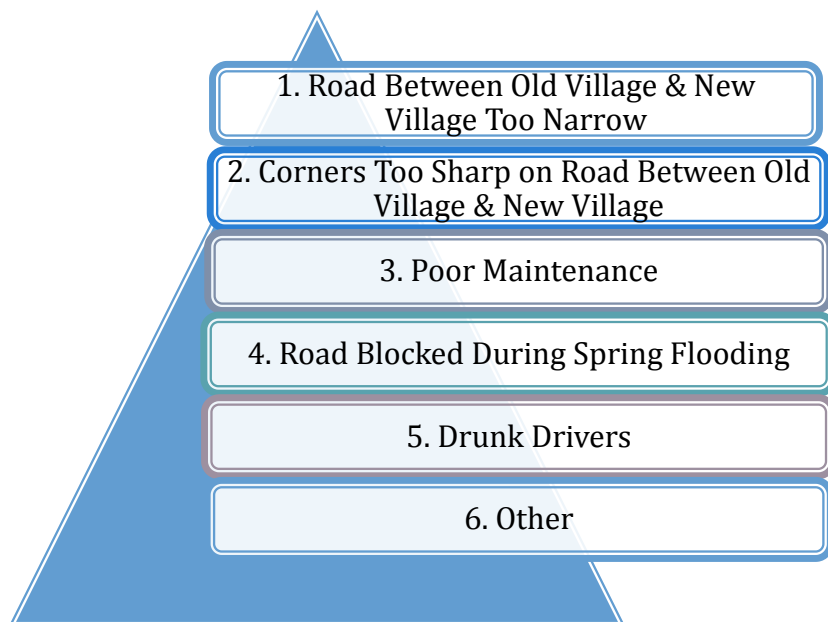 1. Road Between Old Village & New
Village Too Narrow
2. Corners Too Sharp on Road Between Old
Village & New Village
3. Poor Maintenance
4. Road Blocked During Spring Flooding
5. Drunk Drivers
6. Other